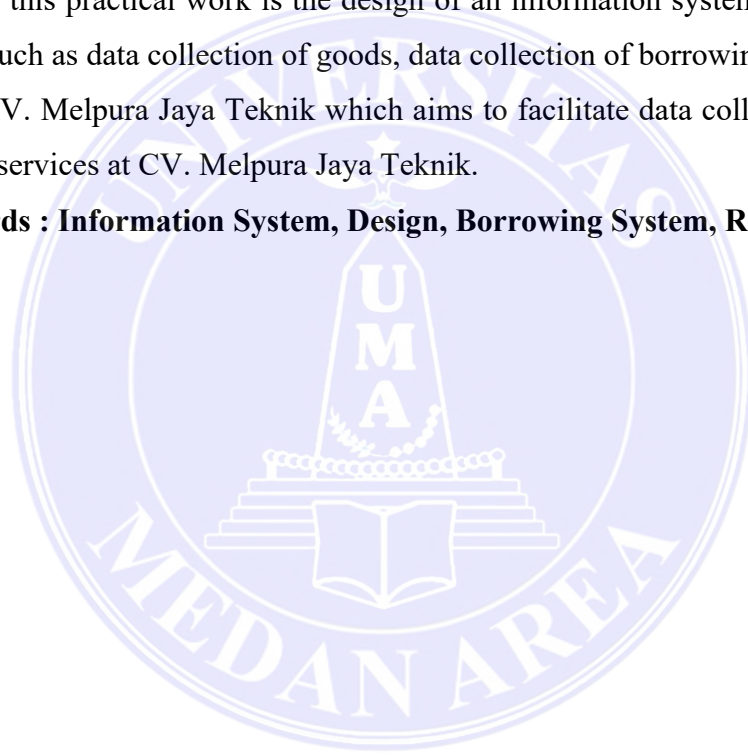 this practical work is the design of an information system
uch as data collection of goods, data collection of borrowin
V. Melpura Jaya Teknik which aims to facilitate data coll
services at CV. Melpura Jaya Teknik.
rds : Information System, Design, Borrowing System, R
UNIVERSITAS
U
M
A
MEDAN AREA